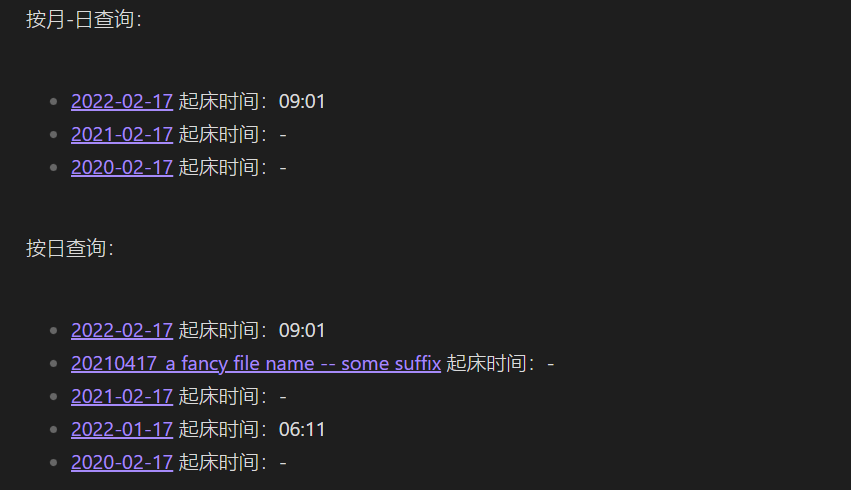 按月-日查询：
2022-02-17 起床时间：09:01
2021-02-17 起床时间：-
2020-02-17 起床时间：-
按日查询：
2022-02-17 起床时间：09:01
20210417_a fancy file name -- some suffix 起床时间：-
2021-02-17 起床时间：-
2022-01-17 起床时间：06:11
2020-02-17 起床时间：-